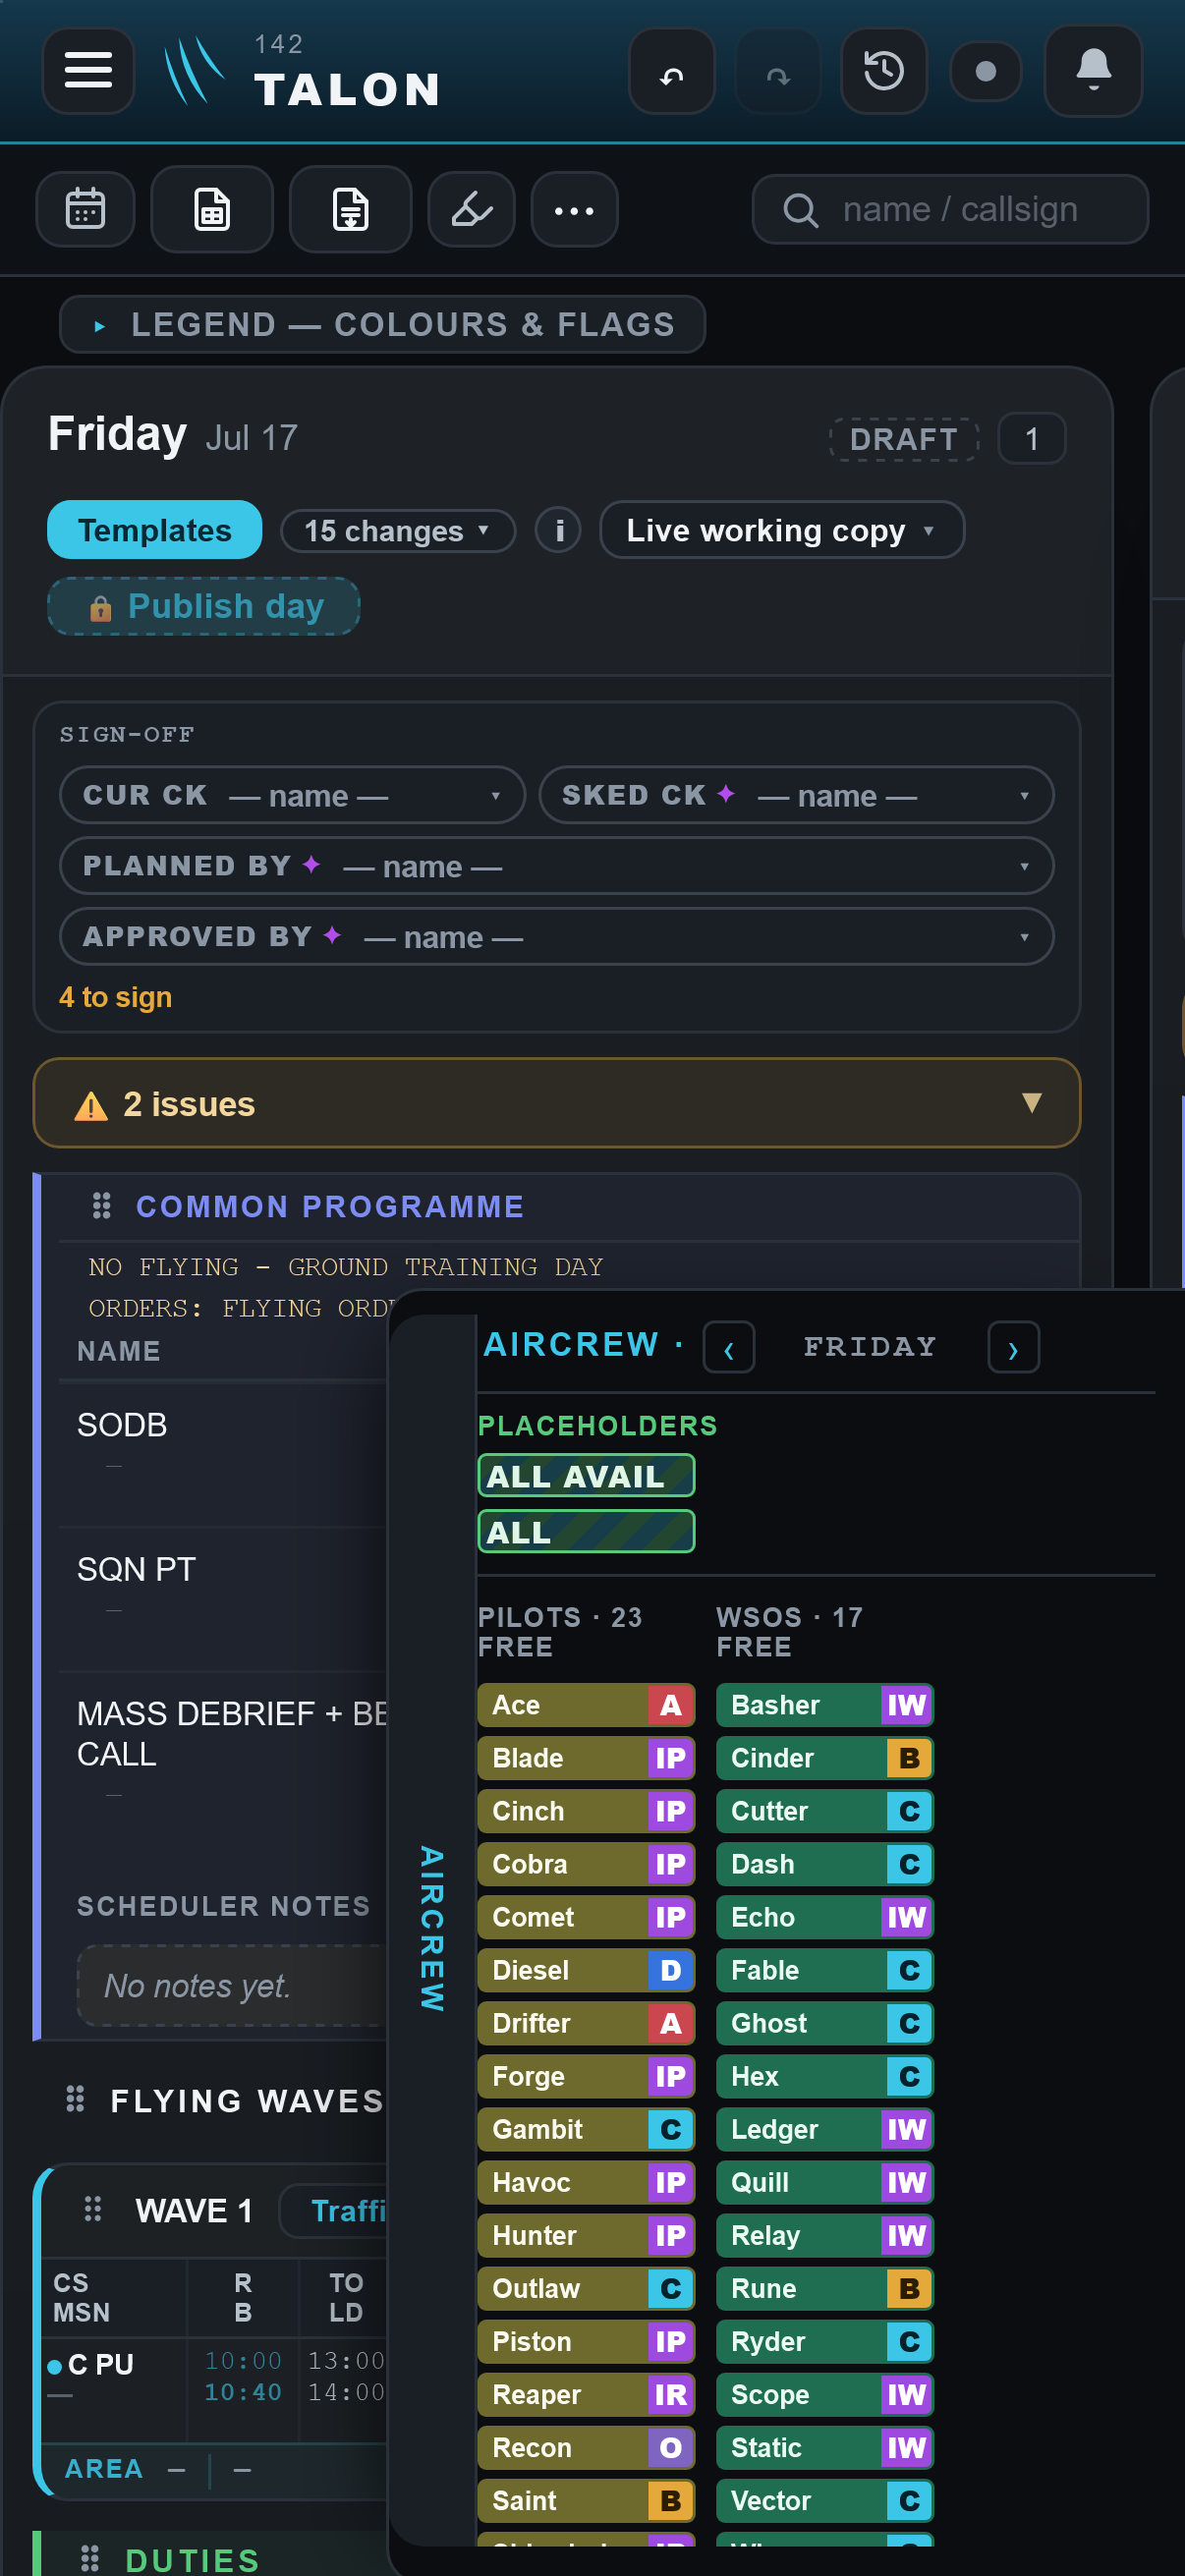 142
TALON
name / callsign
LEGEND — COLOURS & FLAGS
Friday Jul 17
DRAFT 1
Templates 15 changes i Live working copy
Publish day
SIGN-OFF
CUR CK — name — SKED CK — name —
PLANNED BY — name —
APPROVED BY — name —
4 to sign
2 issues
COMMON PROGRAMME
NO FLYING - GROUND TRAINING DAY
ORDERS: FLYING
NAME
SODB
—
SQN PT
—
MASS DEBRIEF +
CALL
—
SCHEDULER NOTES
No notes yet.
FLYING WAVES
WAVE 1
CS R TO
MSN B LD
C PU 10:00 13:00
— 10:40 14:00
AREA – –
DUTIES
AIRCREW
AIRCREW · ‹ FRIDAY ›
PLACEHOLDERS
ALL AVAIL
ALL
PILOTS · 23 FREE
WSOS · 17 FREE
Ace A Basher IW
Blade IP Cinder B
Cinch IP Cutter C
Cobra IP Dash C
Comet IP Echo IW
Diesel D Fable C
Drifter A Ghost C
Forge IP Hex C
Gambit C Ledger IW
Havoc IP Quill IW
Hunter IP Relay IW
Outlaw C Rune B
Piston IP Ryder C
Reaper IR Scope IW
Recon O Static IW
Saint B Vector C